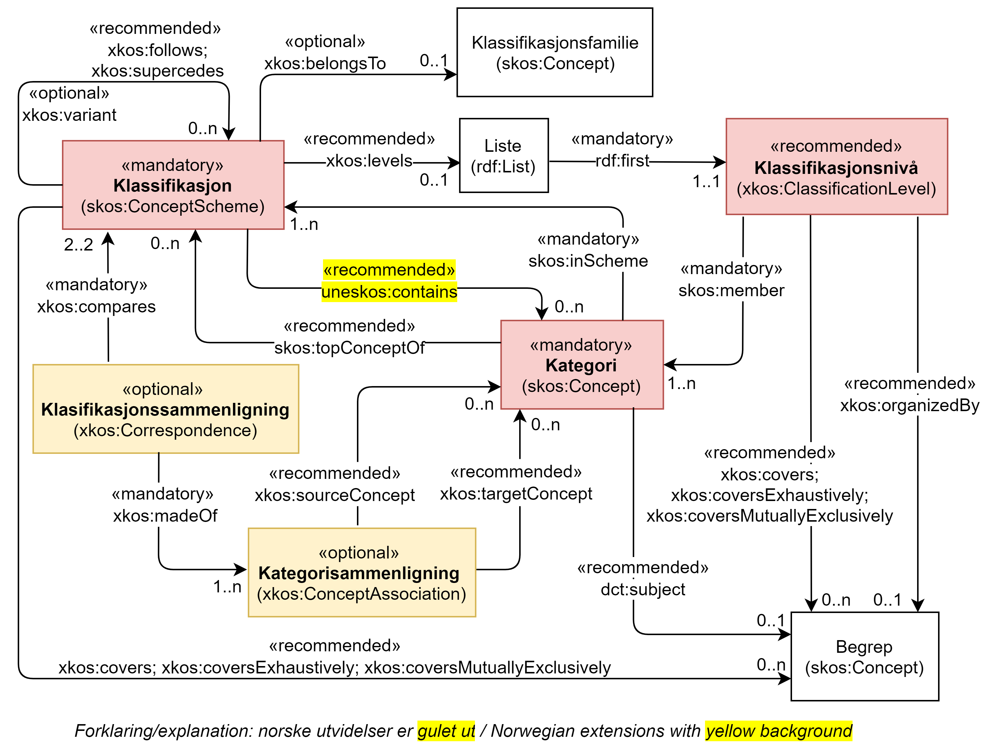 «recommended»
xkos:follows;
xkos:supercedes
«optional»
xkos:variant
0..n
«optional»
xkos:belongsTo
0..1
Klassifikasjonsfamilie
(skos:Concept)
«mandatory»
Klassifikasjon
(skos:ConceptScheme)
«recommended»
xkos:levels
0..1
Liste
(rdf:List)
«mandatory»
rdf:first
1..1
«recommended»
Klassifikasjonsnivå
(xkos:ClassificationLevel)
2..2
0..n
1..n
«mandatory»
skos:inScheme
«mandatory»
xkos:compares
«recommended»
uneskos:contains
0..n
«mandatory»
skos:member
1..n
«recommended»
skos:topConceptOf
«mandatory»
Kategori
(skos:Concept)
«optional»
Klasifikasjonssammenligning
(xkos:Correspondence)
0..n
0..n
«recommended»
xkos:organizedBy
«mandatory»
xkos:madeOf
1..n
«recommended»
xkos:sourceConcept
«recommended»
xkos:targetConcept
«recommended»
xkos:covers;
xkos:coversExhaustively;
xkos:coversMutuallyExclusively
«optional»
Kategorisammenligning
(xkos:ConceptAssociation)
«recommended»
dct:subject
0..n
0..1
0..1
«recommended»
xkos:covers; xkos:coversExhaustively; xkos:coversMutuallyExclusively
0..n
Begrep
(skos:Concept)
Forklaring/explanation: norske utvidelser er gulet ut / Norwegian extensions with yellow background